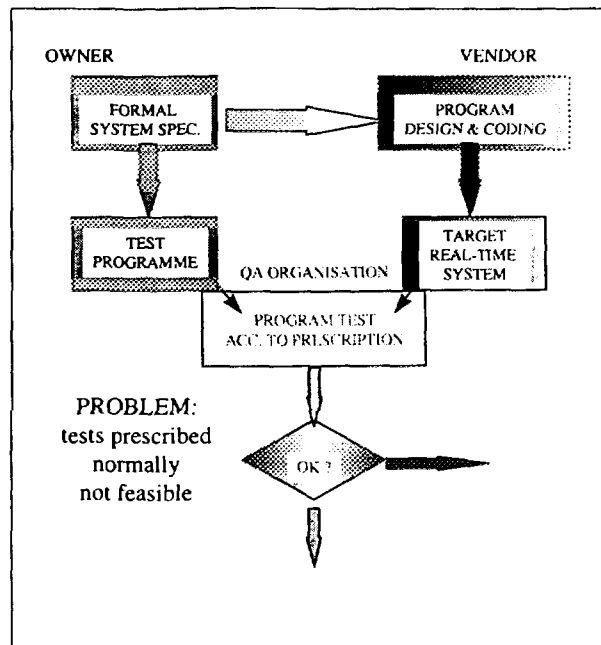 OWNER
VENDOR
FORMAL
SYSTEM SPEC.
PROGRAM
DESIGN & CODING
TEST
PROGRAMME
TARGET
REAL-TIME
SYSTEM
QA ORGANISATION
PROGRAM TEST
ACC. TO PRESCRIPTION
PROBLEM:
tests prescribed
normally
not feasible
OK ?